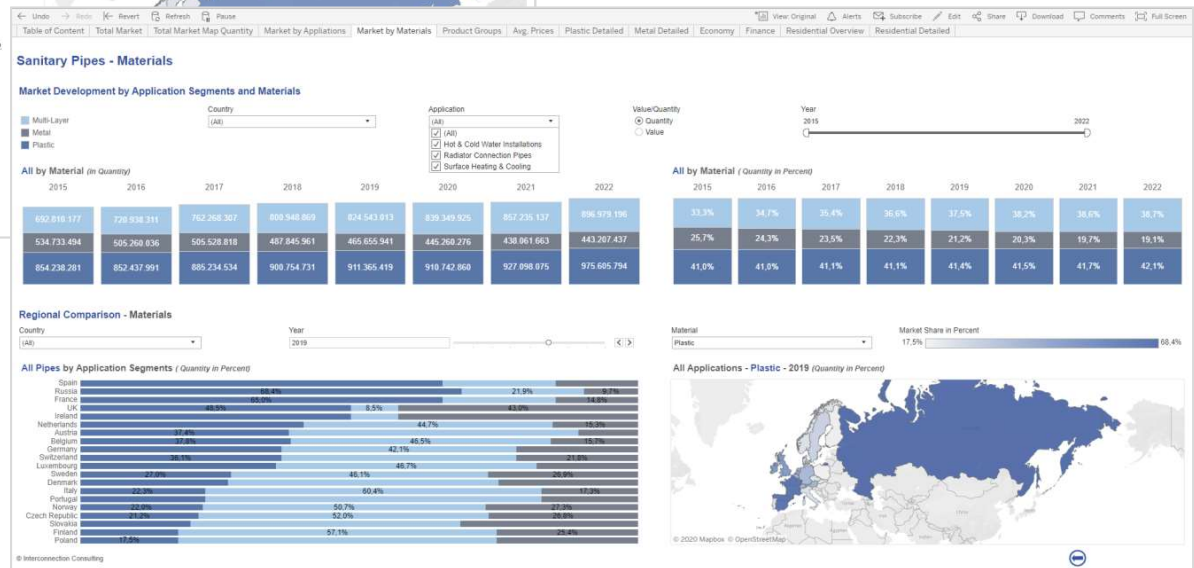 ← Undo → Redo |← Revert Refresh Pause View: Original Alerts Subscribe Edit Share Download Comments Full Screen
Table of Content Total Market Total Market Map Quantity Market by Appliations Market by Materials Product Groups Avg. Prices Plastic Detailed Metal Detailed Economy Finance Residential Overview Residential Detailed
Sanitary Pipes - Materials
Market Development by Application Segments and Materials
Country Application Value/Quantity Year
Multi-Layer (All) (All) Quantity 2015 2022
Metal (All) Value
Plastic Hot & Cold Water Installations
Radiator Connection Pipes
Surface Heating & Cooling
All by Material (in Quantity) All by Material ( Quantity in Percent)
2015 2016 2017 2018 2019 2020 2021 2022 2015 2016 2017 2018 2019 2020 2021 2022
692.810.177 720.938.311 762.268.307 800.948.869 824.543.013 839.349.925 857.235.137 896.979.198 33,3% 34,7% 35,4% 36,6% 37,5% 38,2% 38,6% 38,7%
534.733.494 505.260.036 505.528.818 487.845.961 465.655.941 445.260.276 438.061.663 443.207.437 25,7% 24,3% 23,5% 22,3% 21,2% 20,3% 19,7% 19,1%
854.238.281 852.437.991 885.234.534 900.754.731 911.365.419 910.742.860 927.098.075 975.605.794 41,0% 41,0% 41,1% 41,1% 41,4% 41,5% 41,7% 42,1%
Regional Comparison - Materials
Country Year Material Market Share in Percent
(All) 2019 Plastic 17,5% 68,4%
All Pipes by Application Segments ( Quantity in Percent) All Applications - Plastic - 2019 (Quantity in Percent)
Spain
Russia 68,4% 21,9% 9,7%
France 65,0% 14,8%
UK 48,5% 8,5% 43,0%
Ireland
Netherlands 44,7% 15,3%
Austria 37,4%
Belgium 37,8% 46,5% 15,7%
Germany 42,1%
Switzerland 36,1% 21,8%
Luxembourg 46,7%
Sweden 27,0% 46,1% 26,9%
Denmark
Italy 22,3% 60,4% 17,3%
Portugal
Norway 22,0% 50,7% 27,3%
Czech Republic 21,2% 52,0% 26,8%
Slovakia
Finland 57,1% 25,4%
Poland 17,5%
China
© 2020 Mapbox © OpenStreetMap
© Interconnection Consulting